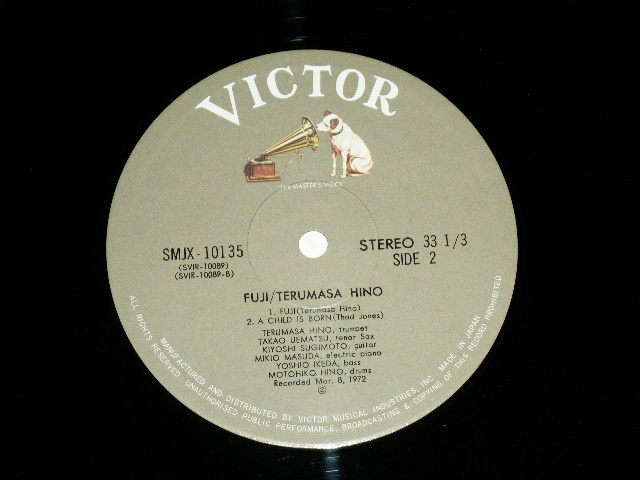 VICTOR
"HIS MASTER'S VOICE"
SMJX-10135
(SVIR-10089)
(SVIR-10089-B)
STEREO 33 1/3
SIDE 2
FUJI/TERUMASA HINO
1. FUJI(Terumasa Hino)
2. A CHILD IS BORN(Thad Jones)
TERUMASA HINO, trumpet
TAKAO UEMATSU, tenor Sax
KIYOSHI SUGIMOTO, guitar
MIKIO MASUDA, electric piano
YOSHIO IKEDA, bass
MOTOHIKO HINO, drums
Recorded Mar. 8, 1972
Ⓟ
MANUFACTURED AND DISTRIBUTED BY VICTOR MUSICAL INDUSTRIES, INC. MADE IN JAPAN
ALL RIGHTS RESERVED. UNAUTHORISED PUBLIC PERFORMANCE, BROADCASTING & COPYING OF THIS RECORD PROHIBITED